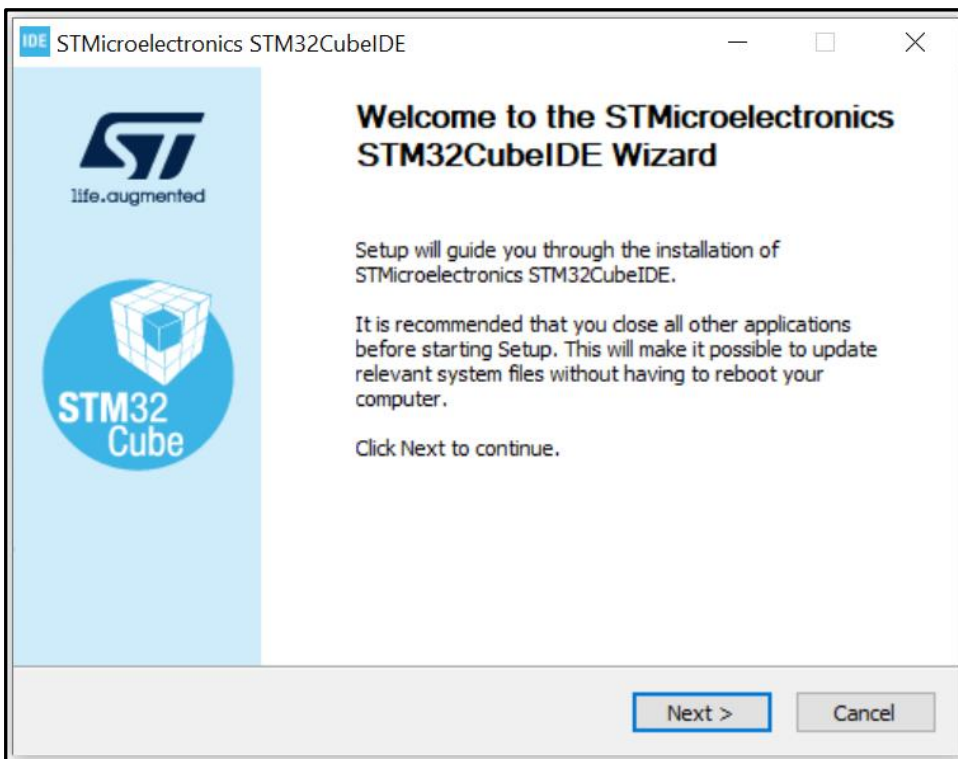 IDE STMicroelectronics STM32CubeIDE
ST
life.augmented
STM32
Cube
Welcome to the STMicroelectronics
STM32CubeIDE Wizard
Setup will guide you through the installation of
STMicroelectronics STM32CubeIDE.
It is recommended that you close all other applications
before starting Setup. This will make it possible to update
relevant system files without having to reboot your
computer.
Click Next to continue.
Next > Cancel